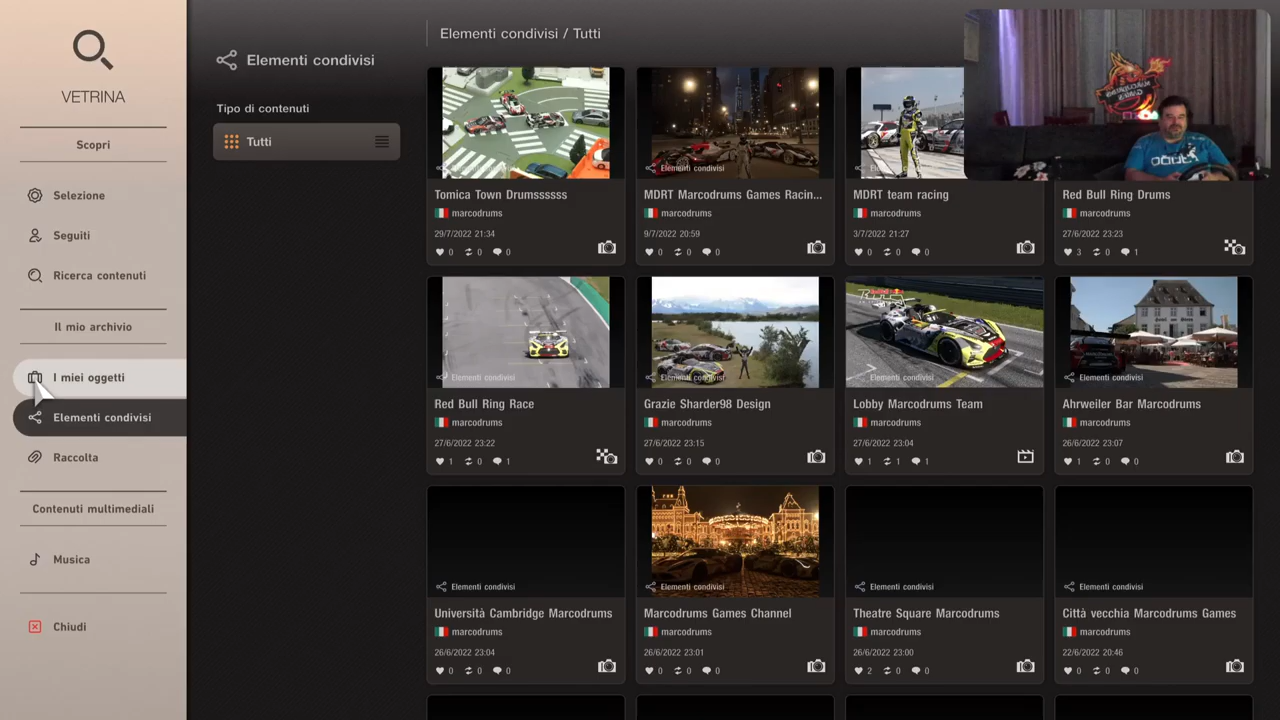 VETRINA
Scopri
Selezione
Seguiti
Ricerca contenuti
Il mio archivio
I miei oggetti
Elementi condivisi
Raccolta
Contenuti multimediali
Musica
Chiudi
Elementi condivisi
Tipo di contenuti
Tutti
Elementi condivisi / Tutti
Elementi condivisi
Tomica Town Drumsssss
marcodrums
29/7/2022 21:34
0 0 0
Elementi condivisi
MDRT Marcodrums Games Racin...
marcodrums
9/7/2022 20:59
0 0 0
Elementi condivisi
MDRT team racing
marcodrums
3/7/2022 21:27
0 0 0
Red Bull Ring Drums
marcodrums
27/6/2022 23:23
3 0 1
Elementi condivisi
Red Bull Ring Race
marcodrums
27/6/2022 23:22
1 0 1
Elementi condivisi
Grazie Sharder98 Design
marcodrums
27/6/2022 23:15
0 0 0
Elementi condivisi
Lobby Marcodrums Team
marcodrums
27/6/2022 23:04
1 1 1
Elementi condivisi
Ahrweiler Bar Marcodrums
marcodrums
26/6/2022 23:07
1 0 0
Elementi condivisi
Università Cambridge Marcodrums
marcodrums
26/6/2022 23:04
0 0 0
Elementi condivisi
Marcodrums Games Channel
marcodrums
26/6/2022 23:01
0 0 0
Elementi condivisi
Theatre Square Marcodrums
marcodrums
26/6/2022 23:00
2 0 0
Elementi condivisi
Città vecchia Marcodrums Games
marcodrums
22/6/2022 20:46
0 0 0